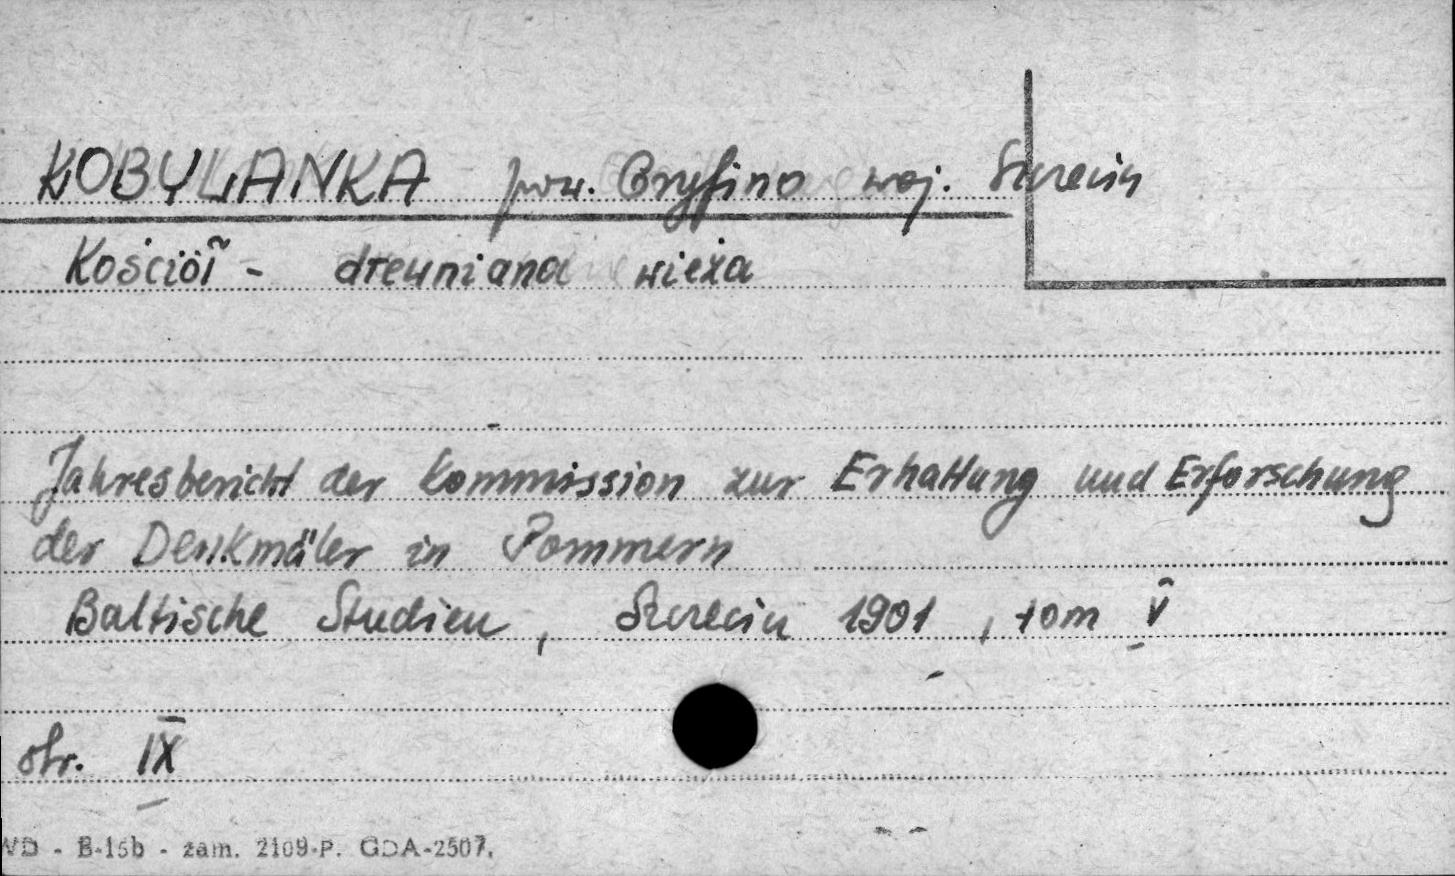 KOBYLANKA pow. Gryfino woj. Szczecin
Kościół - drewniana wieża
Jahresbericht der Kommission zur Erhaltung und Erforschung
der Denkmäler in Pommern
Baltische Studien, Szczecin 1901, tom V
str. IX
WD - B-15b - zam. 2109-P. GDA-2507.